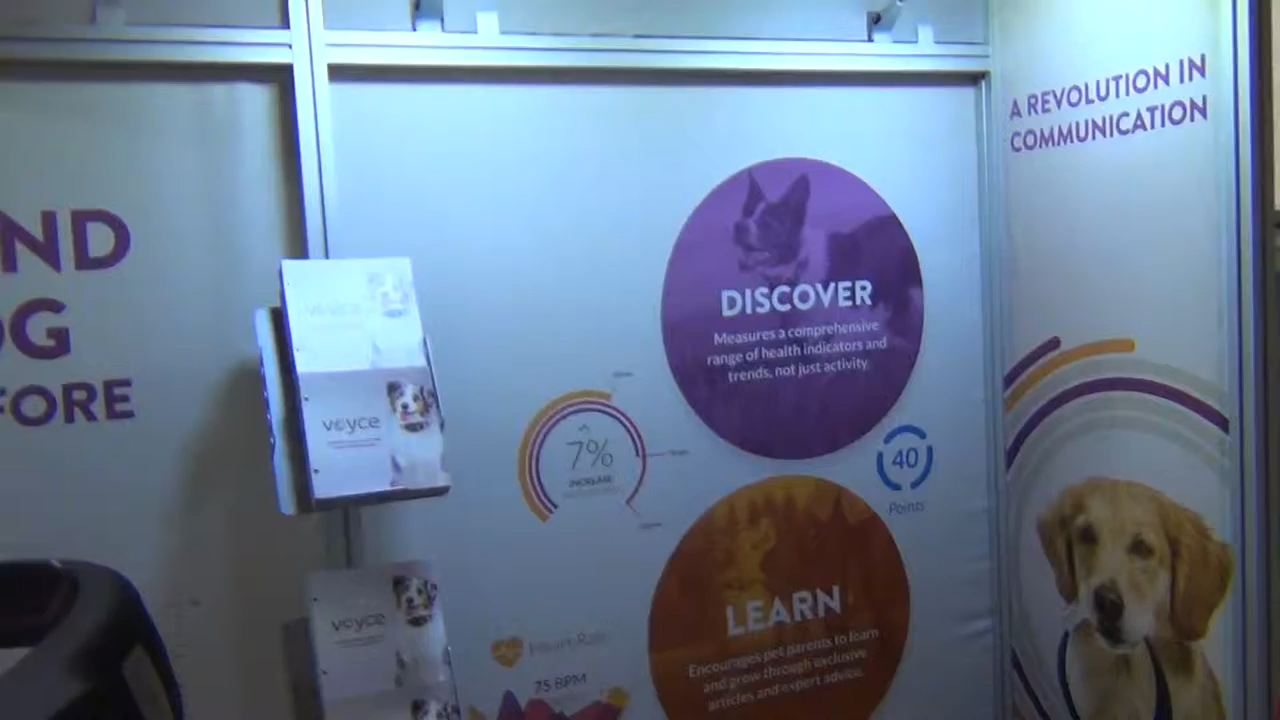 ND
OG
FORE
voyce
voyce
7%
INCREASE
Heart Rate
75 BPM
DISCOVER
Measures a comprehensive
range of health indicators and
trends, not just activity.
40
Points
LEARN
Encourages pet parents to learn
and grow through exclusive
articles and expert advice.
A REVOLUTION IN
COMMUNICATION